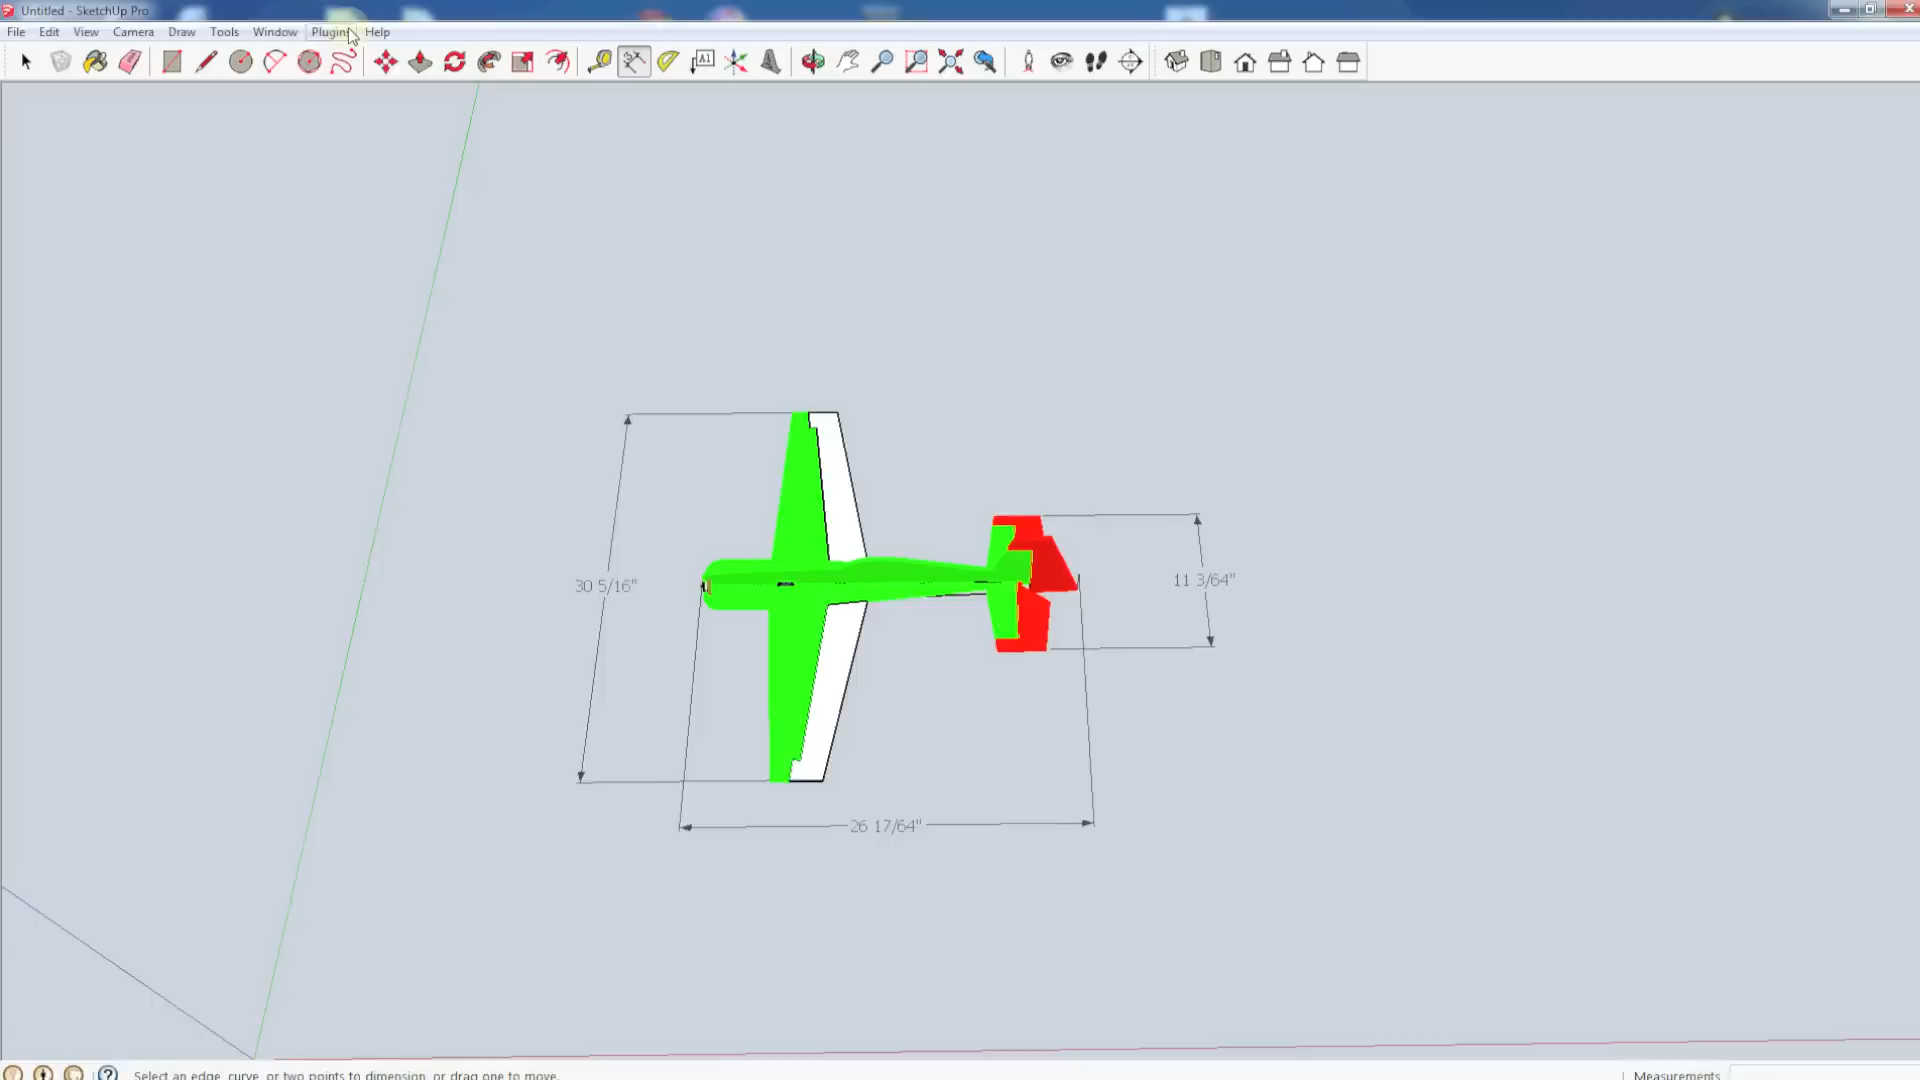 Untitled - SketchUp Pro
File Edit View Camera Draw Tools Window Plugins Help
A1
30 5/16"
11 3/64"
26 17/64"
Select an edge, curve, or two points to dimension, or drag one to move.
Measurements